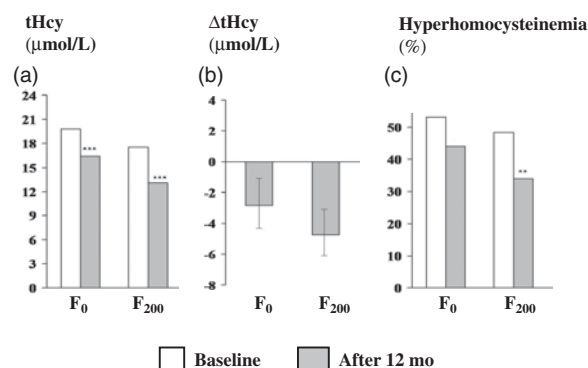 tHcy
(μmol/L)
ΔtHcy
(μmol/L)
Hyperhomocysteinemia
(%)
(a)
(b)
(c)
24
21
18
15
12
9
6
3
0
***
***
F₀
F₂₀₀
4
2
0
-2
-4
-6
-8
F₀
F₂₀₀
50
40
30
20
10
0
**
F₀
F₂₀₀
Baseline
After 12 mo